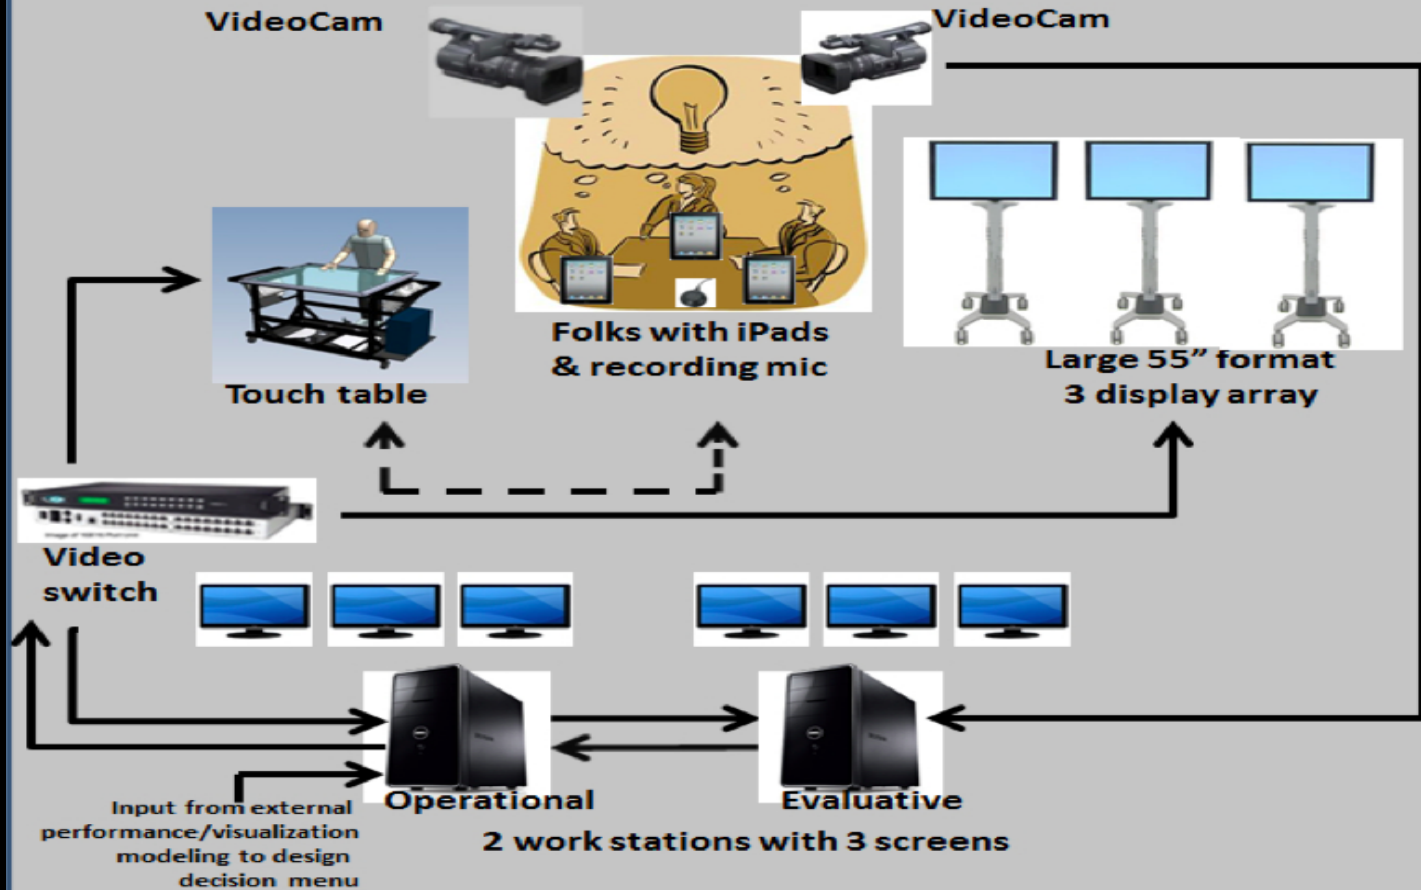 VideoCam
VideoCam
Folks with iPads
& recording mic
Large 55” format
3 display array
Touch table
Video
switch
Operational
Evaluative
Input from external
performance/visualization
modeling to design
decision menu
2 work stations with 3 screens